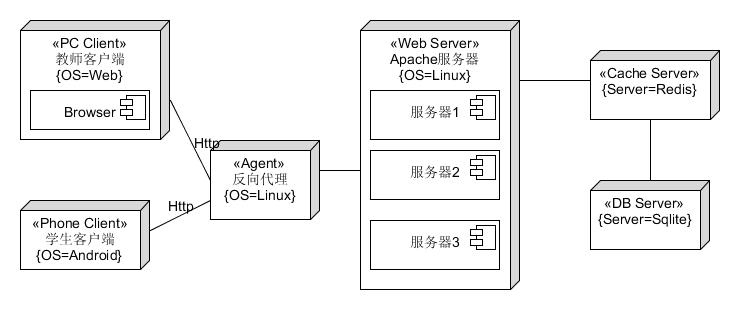 «PC Client»
教师客户端
{OS=Web}
Browser
Http
«Phone Client»
学生客户端
{OS=Android}
Http
«Agent»
反向代理
{OS=Linux}
«Web Server»
Apache服务器
{OS=Linux}
服务器1
服务器2
服务器3
«Cache Server»
{Server=Redis}
«DB Server»
{Server=Sqlite}